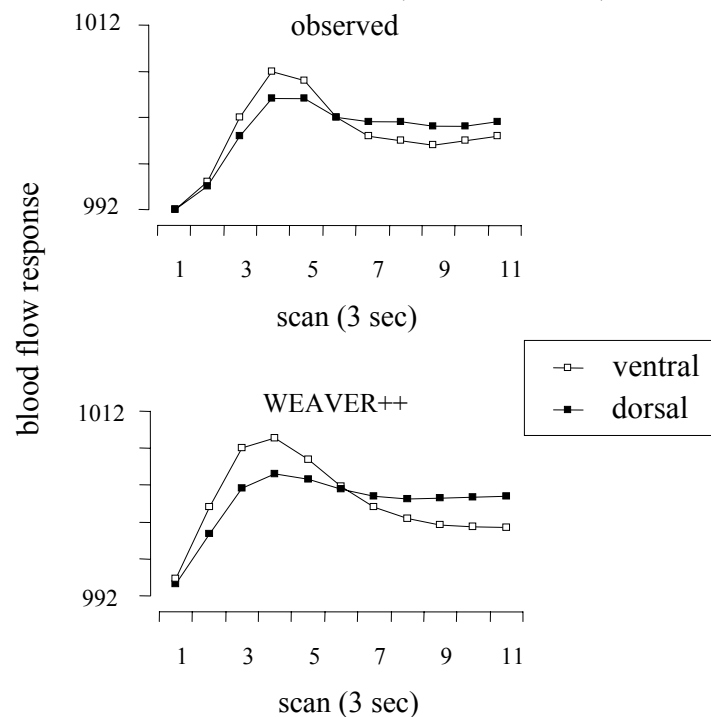 1012
observed
992
1 3 5 7 9 11
scan (3 sec)
blood flow response
ventral
dorsal
WEAVER++
1012
992
1 3 5 7 9 11
scan (3 sec)